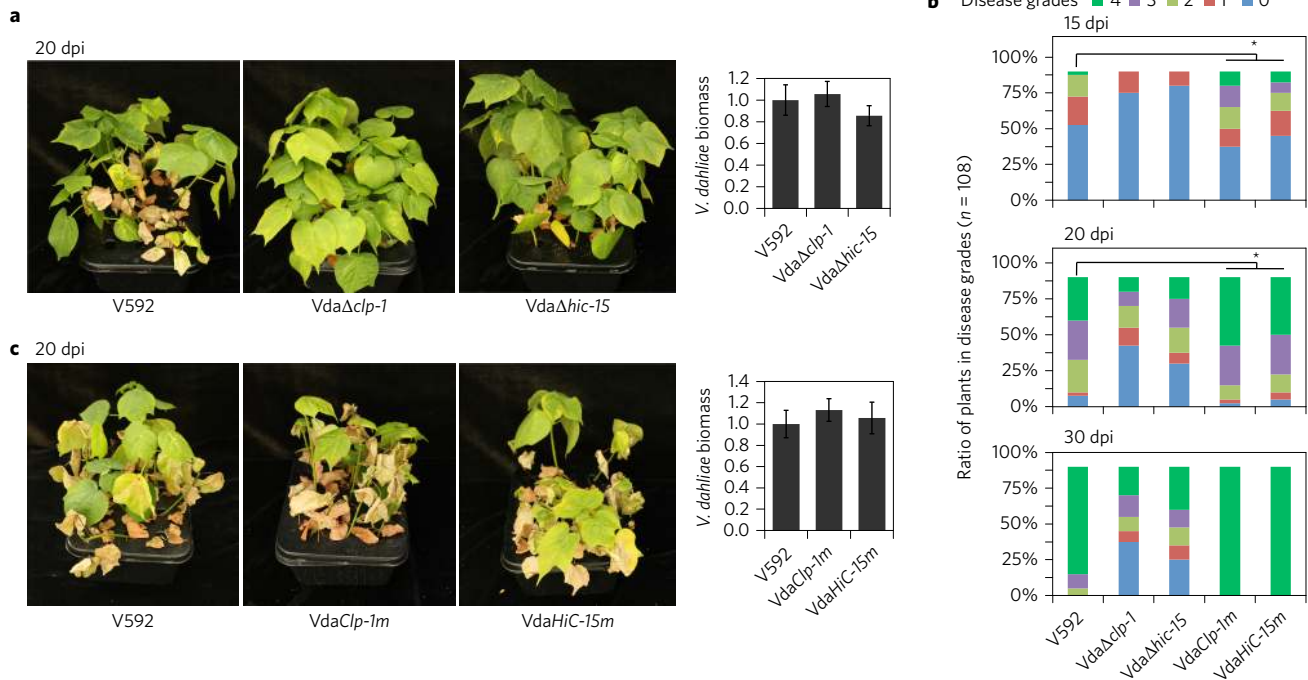 a
20 dpi
V592
VdaΔclp-1
VdaΔhic-15
V. dahliae biomass
1.2
1.0
0.8
0.6
0.4
0.2
0.0
V592
VdaΔclp-1
VdaΔhic-15
c 20 dpi
V592
VdaClp-1m
VdaHiC-15m
V. dahliae biomass
1.4
1.2
1.0
0.8
0.6
0.4
0.2
0.0
V592
VdaClp-1m
VdaHiC-15m
b Disease grades 4 3 2 1 0
Ratio of plants in disease grades (n = 108)
15 dpi
*
100%
75%
50%
25%
0%
20 dpi
*
100%
75%
50%
25%
0%
30 dpi
100%
75%
50%
25%
0%
V592
VdaΔclp-1
VdaΔhic-15
VdaClp-1m
VdaHiC-15m